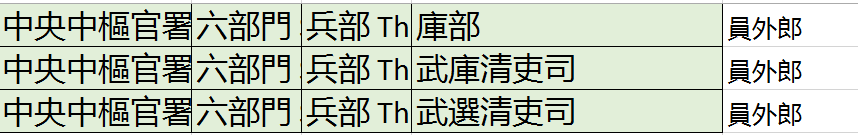 中央中樞官署 六部門 兵部 Th 庫部 員外郎
中央中樞官署 六部門 兵部 Th 武庫清吏司 員外郎
中央中樞官署 六部門 兵部 Th 武選清吏司 員外郎